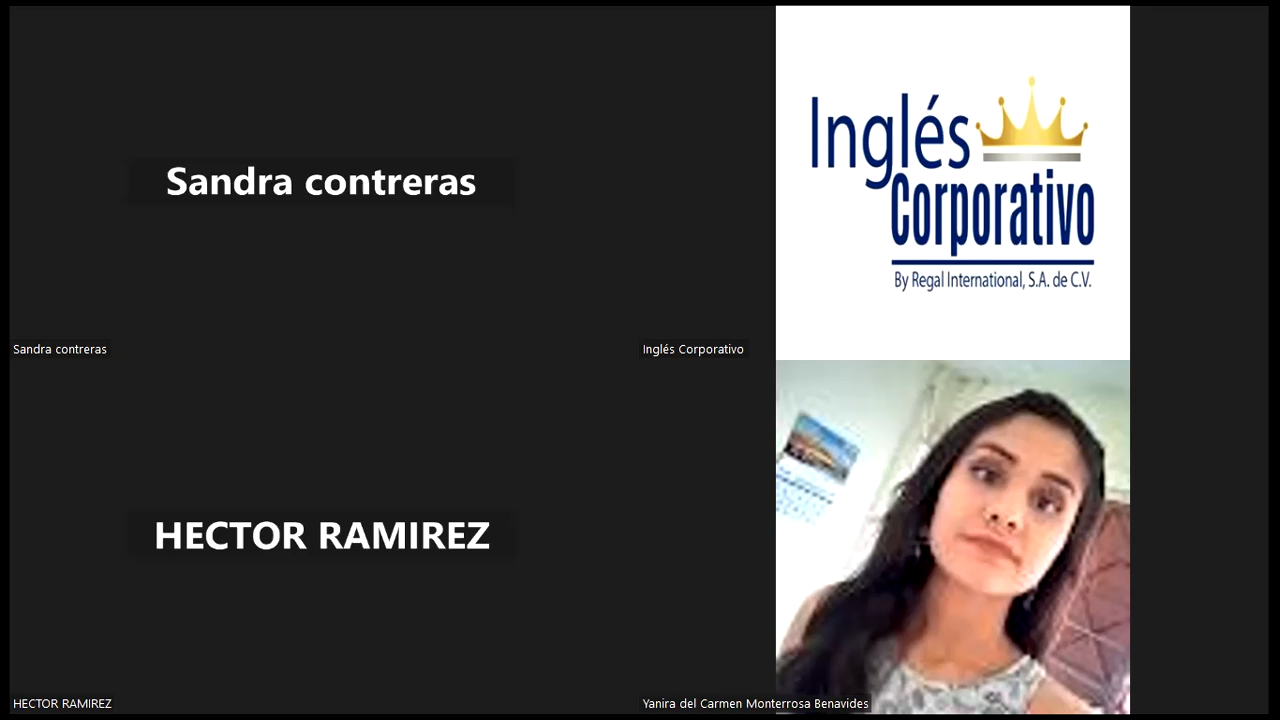 Sandra contreras
Sandra contreras
Inglés
Corporativo
By Regal International, S.A. de C.V.
Inglés Corporativo
HECTOR RAMIREZ
HECTOR RAMIREZ
Yanira del Carmen Monterrosa Benavides